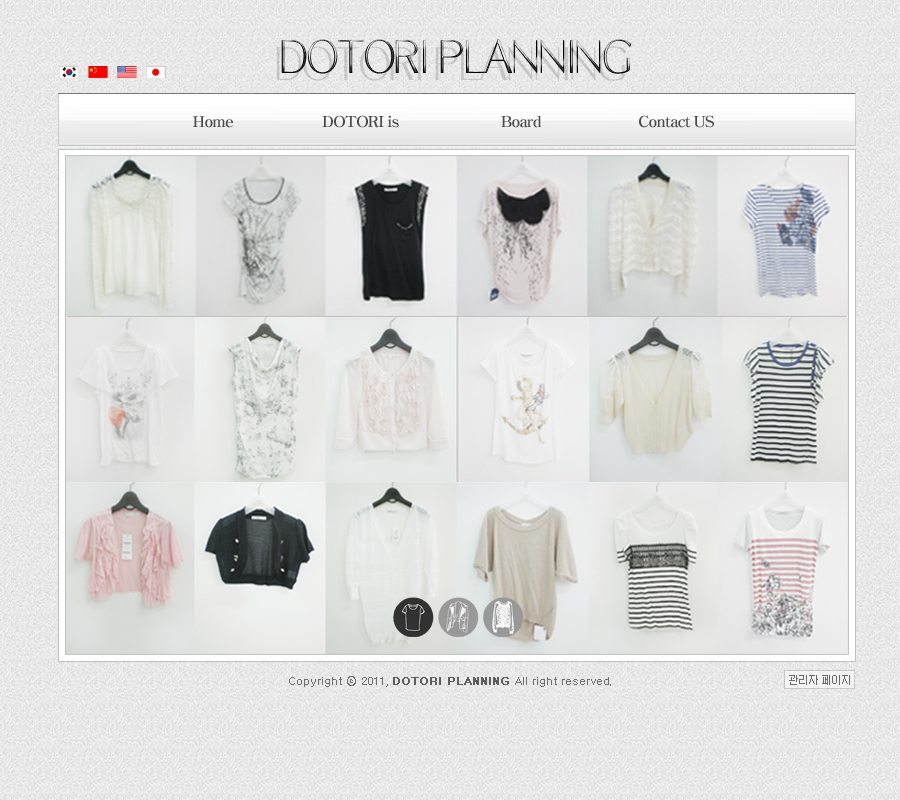 DOTORI PLANNING
Home DOTORI is Board Contact US
Copyright ⓒ 2011, DOTORI PLANNING All right reserved.
관리자 페이지